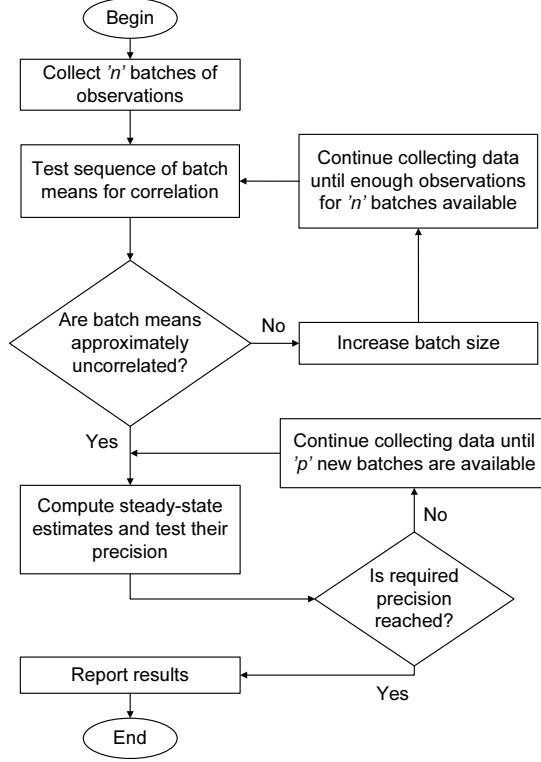 Begin
Collect 'n' batches of
observations
Test sequence of batch
means for correlation
Continue collecting data
until enough observations
for 'n' batches available
Are batch means
approximately
uncorrelated?
No
Increase batch size
Yes
Continue collecting data until
'p' new batches are available
Compute steady-state
estimates and test their
precision
No
Is required
precision
reached?
Yes
Report results
End